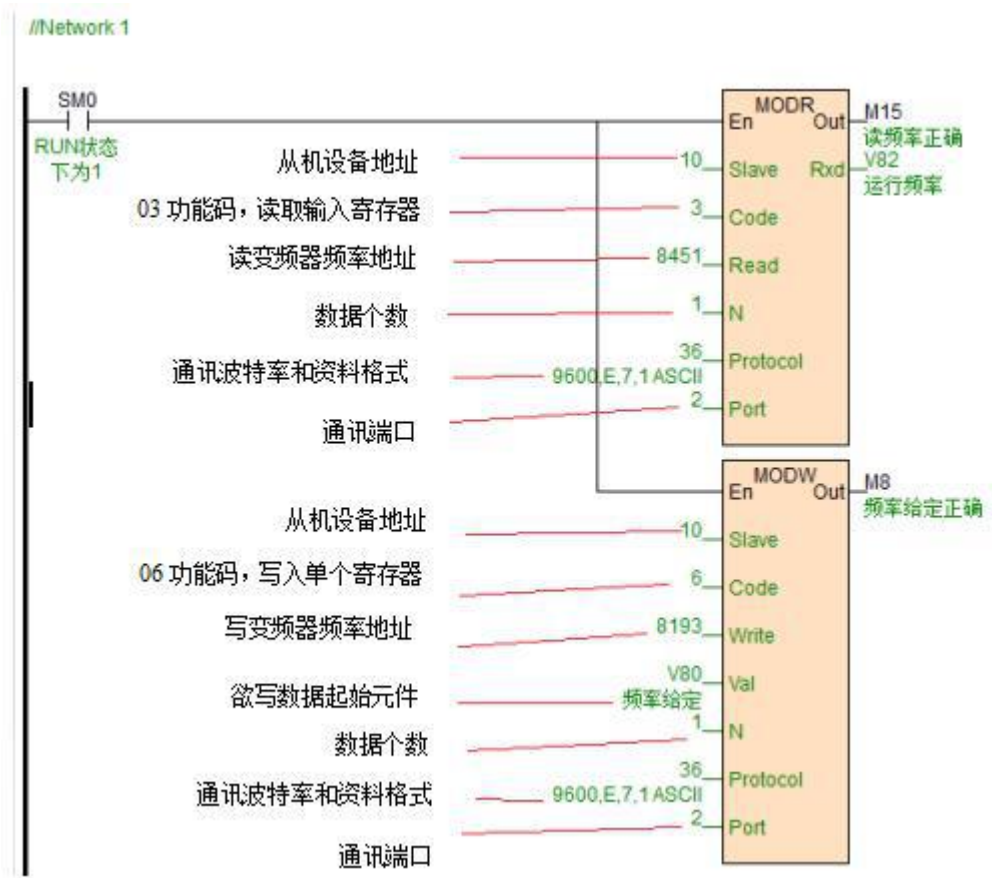 //Network 1
SM0
RUN状态
下为1
MODR
En
Out
M15
读频率正确
从机设备地址
10
Slave
Rxd
V82
运行频率
03 功能码，读取输入寄存器
3
Code
读变频器频率地址
8451
Read
数据个数
1
N
通讯波特率和资料格式
36
9600,E,7,1 ASCII
Protocol
通讯端口
2
Port
MODW
En
Out
M8
频率给定正确
从机设备地址
10
Slave
06 功能码，写入单个寄存器
6
Code
写变频器频率地址
8193
Write
欲写数据起始元件
V80
频率给定
Val
数据个数
1
N
通讯波特率和资料格式
36
9600,E,7,1 ASCII
Protocol
通讯端口
2
Port